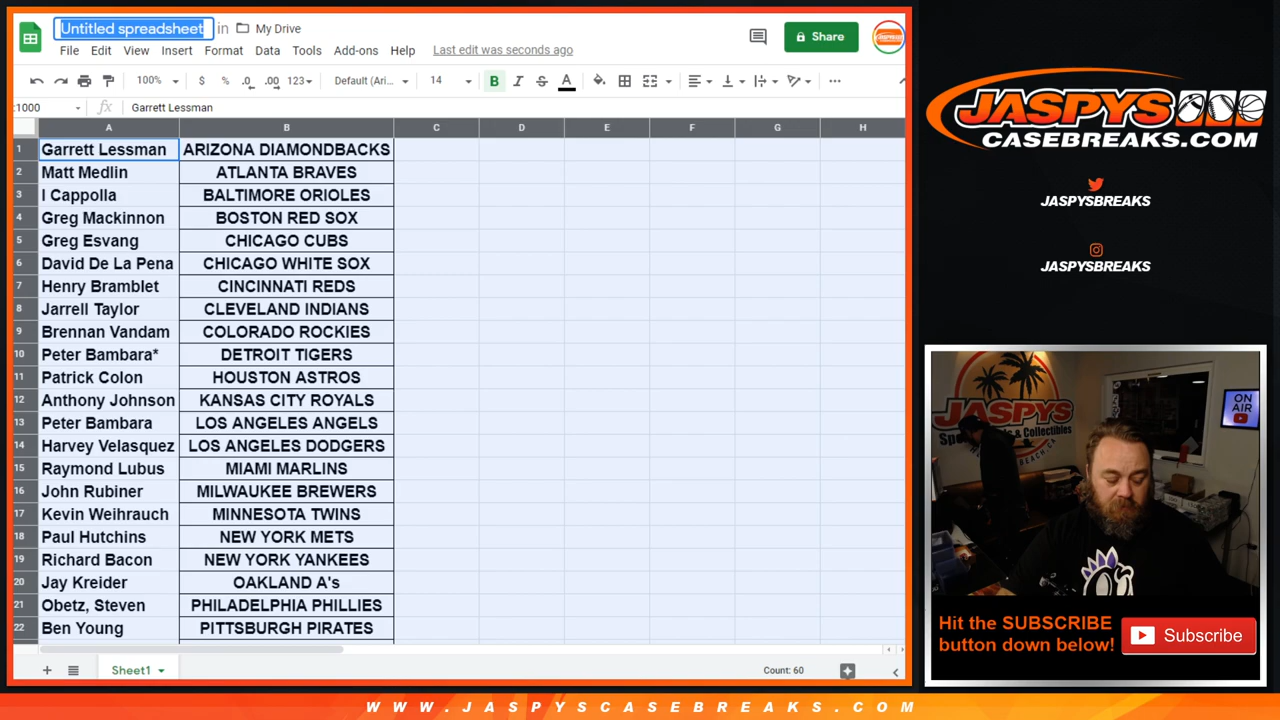 Untitled spreadsheet in My Drive
File Edit View Insert Format Data Tools Add-ons Help Last edit was seconds ago
Share
100% $ % .0 .00 123 Default (Ari... 14 B I S A
:1000 fx Garrett Lessman
A B C D E F G H
1 Garrett Lessman ARIZONA DIAMONDBACKS
2 Matt Medlin ATLANTA BRAVES
3 I Cappolla BALTIMORE ORIOLES
4 Greg Mackinnon BOSTON RED SOX
5 Greg Esvang CHICAGO CUBS
6 David De La Pena CHICAGO WHITE SOX
7 Henry Bramblet CINCINNATI REDS
8 Jarrell Taylor CLEVELAND INDIANS
9 Brennan Vandam COLORADO ROCKIES
10 Peter Bambara* DETROIT TIGERS
11 Patrick Colon HOUSTON ASTROS
12 Anthony Johnson KANSAS CITY ROYALS
13 Peter Bambara LOS ANGELES ANGELS
14 Harvey Velasquez LOS ANGELES DODGERS
15 Raymond Lubus MIAMI MARLINS
16 John Rubiner MILWAUKEE BREWERS
17 Kevin Weihrauch MINNESOTA TWINS
18 Paul Hutchins NEW YORK METS
19 Richard Bacon NEW YORK YANKEES
20 Jay Kreider OAKLAND A's
21 Obetz, Steven PHILADELPHIA PHILLIES
22 Ben Young PITTSBURGH PIRATES
Sheet1 Count: 60
JASPYS
CASEBREAKS.COM
JASPYSBREAKS
JASPYSBREAKS
JASPYS
ON
AIR
Hit the SUBSCRIBE
button down below!
Subscribe
WWW.JASPYSCASEBREAKS.COM